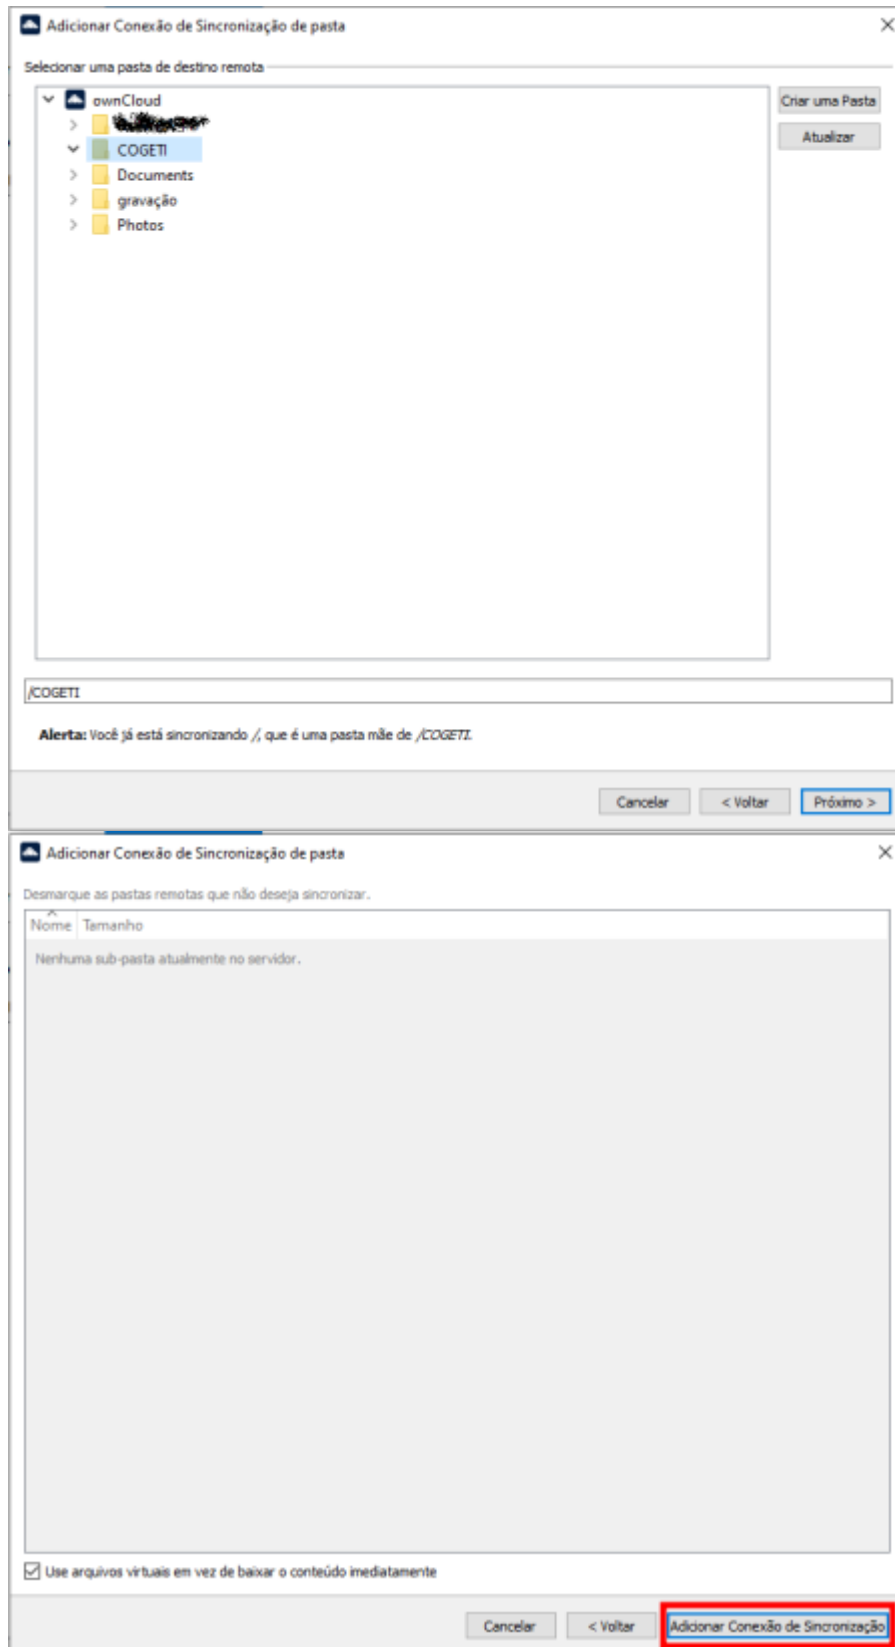 Adicionar Conexão de Sincronização de pasta
Selecionar uma pasta de destino remota
ownCloud
COGETI
Documents
gravação
Photos
Criar uma Pasta
Atualizar
/COGETI
Alerta: Você já está sincronizando /, que é uma pasta mãe de /COGETI.
Cancelar
< Voltar
Próximo >
Adicionar Conexão de Sincronização de pasta
Desmarque as pastas remotas que não deseja sincronizar.
Nome Tamanho
Nenhuma sub-pasta atualmente no servidor.
Use arquivos virtuais em vez de baixar o conteúdo imediatamente
Cancelar
< Voltar
Adicionar Conexão de Sincronização